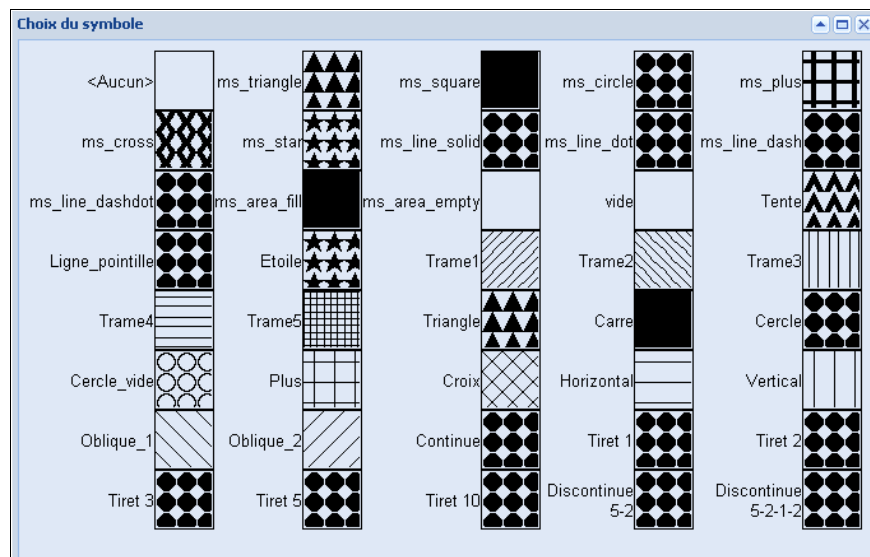 Choix du symbole
<Aucun> ms_triangle ms_square ms_circle ms_plus
ms_cross ms_star ms_line_solid ms_line_dot ms_line_dash
ms_line_dashdot ms_area_fill ms_area_empty vide Tente
Ligne_pointille Etoile Trame1 Trame2 Trame3
Trame4 Trame5 Triangle Carre Cercle
Cercle_vide Plus Croix Horizontal Vertical
Oblique_1 Oblique_2 Continue Tiret 1 Tiret 2
Tiret 3 Tiret 5 Tiret 10 Discontinue Discontinue
5-2 5-2-1-2